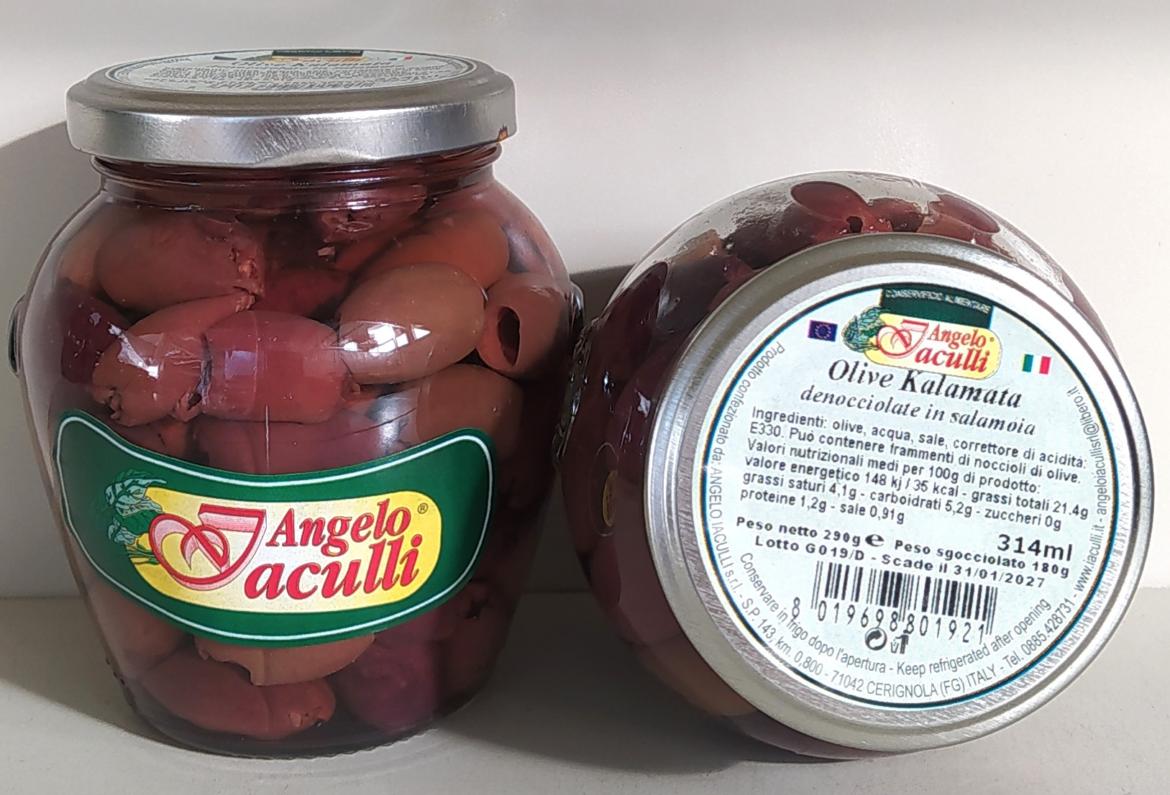 Angelo
Iaculli®
CONSERVIFICIO ALIMENTARE
Angelo®
Iaculli
Olive Kalamata
denocciolate in salamoia
Ingredienti: olive, acqua, sale, correttore di acidità:
E330. Può contenere frammenti di noccioli di olive.
Valori nutrizionali medi per 100g di prodotto:
valore energetico 148 kj / 35 kcal - grassi totali 21.4g
grassi saturi 4,1g - carboidrati 5,2g - zuccheri 0g
proteine 1,2g - sale 0,91g
314ml
Peso netto 290g e Peso sgocciolato 180g
Lotto G019/D - Scade il 31/01/2027
8 019698 801921
VT
Conservare in frigo dopo l'apertura - Keep refrigerated after opening
Prodotto confezionato da: ANGELO IACULLI s.r.l. - S.P. 143, km. 0,800 - 71042 CERIGNOLA (FG) ITALY - Tel. 0885.428731 - www.iaculli.it - angeloiacullisrl@libero.it